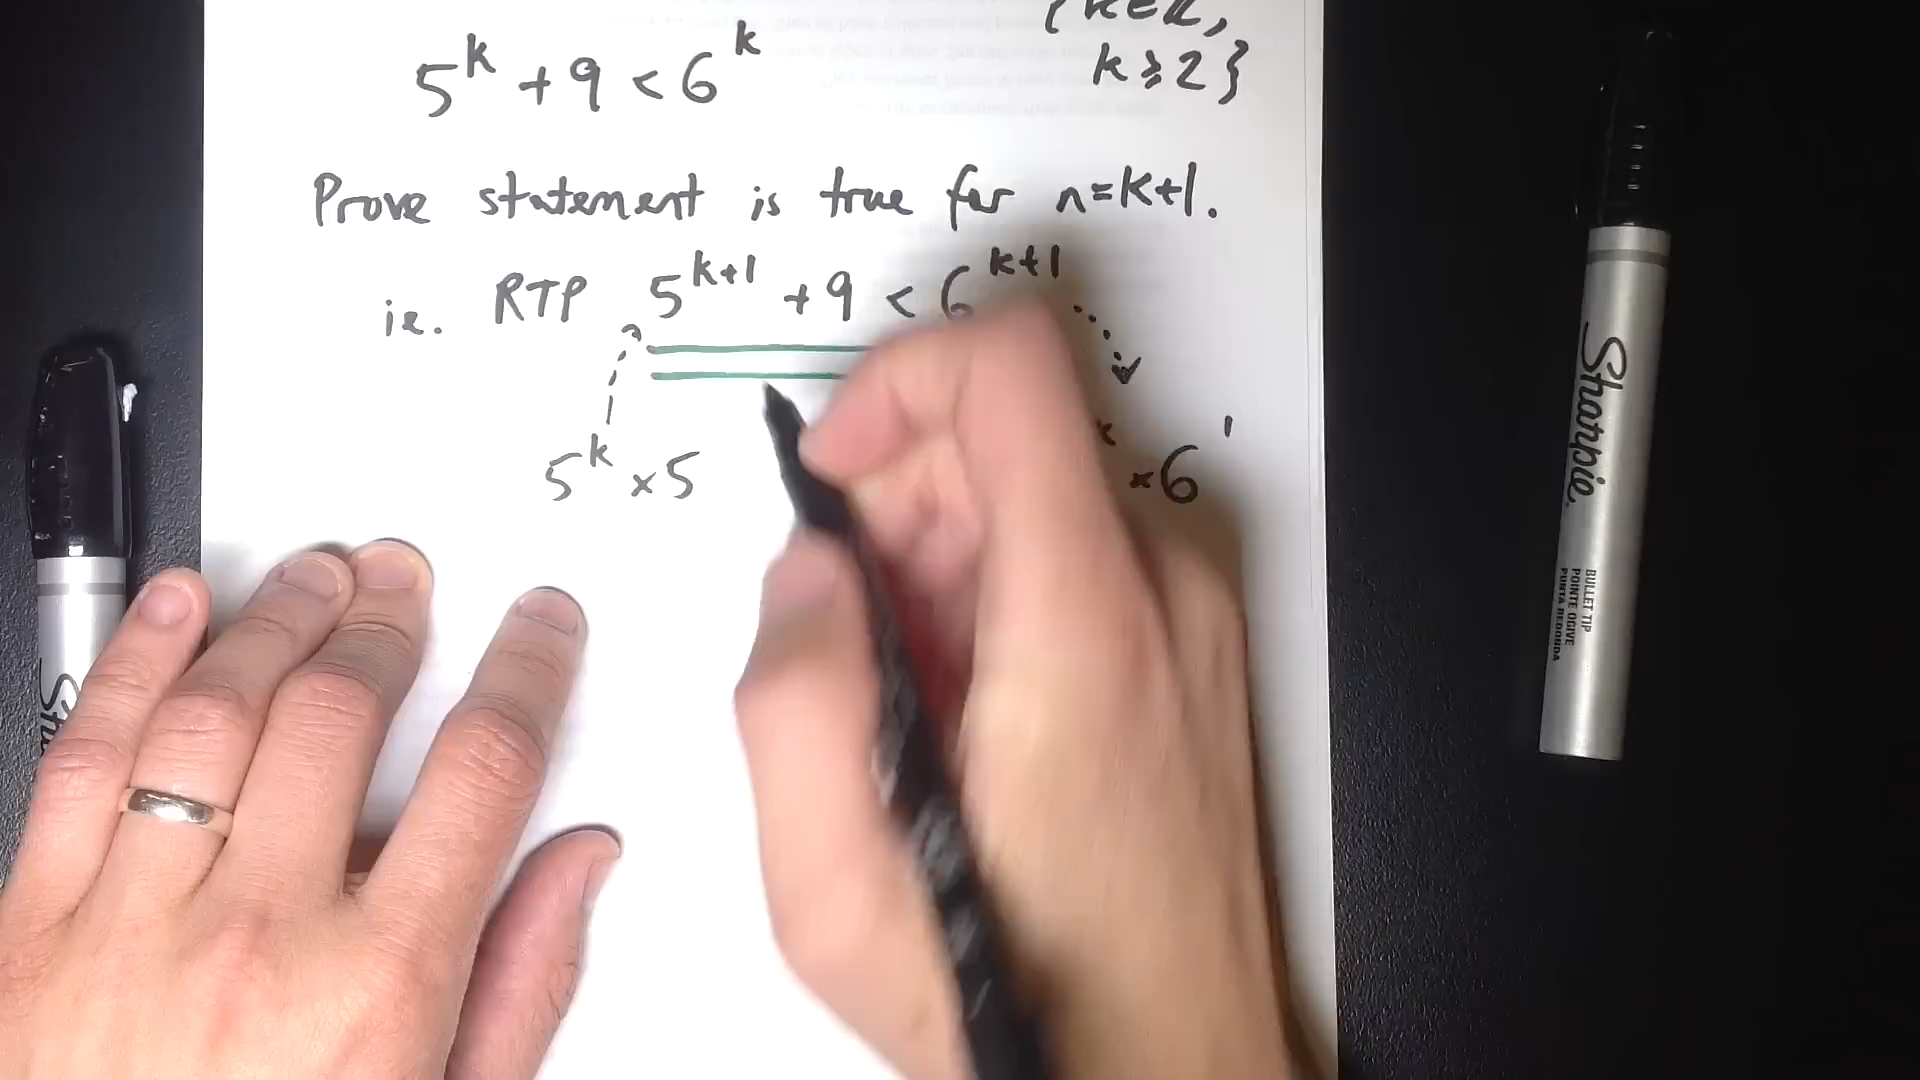 {k∈Z,
5^k + 9 < 6^k
k ≥ 2}
Prove statement is true for n=k+1.
ie. RTP 5^{k+1} + 9 < 6^{k+1}
5^k × 5
k × 6^1
Sharpie
BULLET TIP
POINTE OGIVE
PUNTA REDONDA